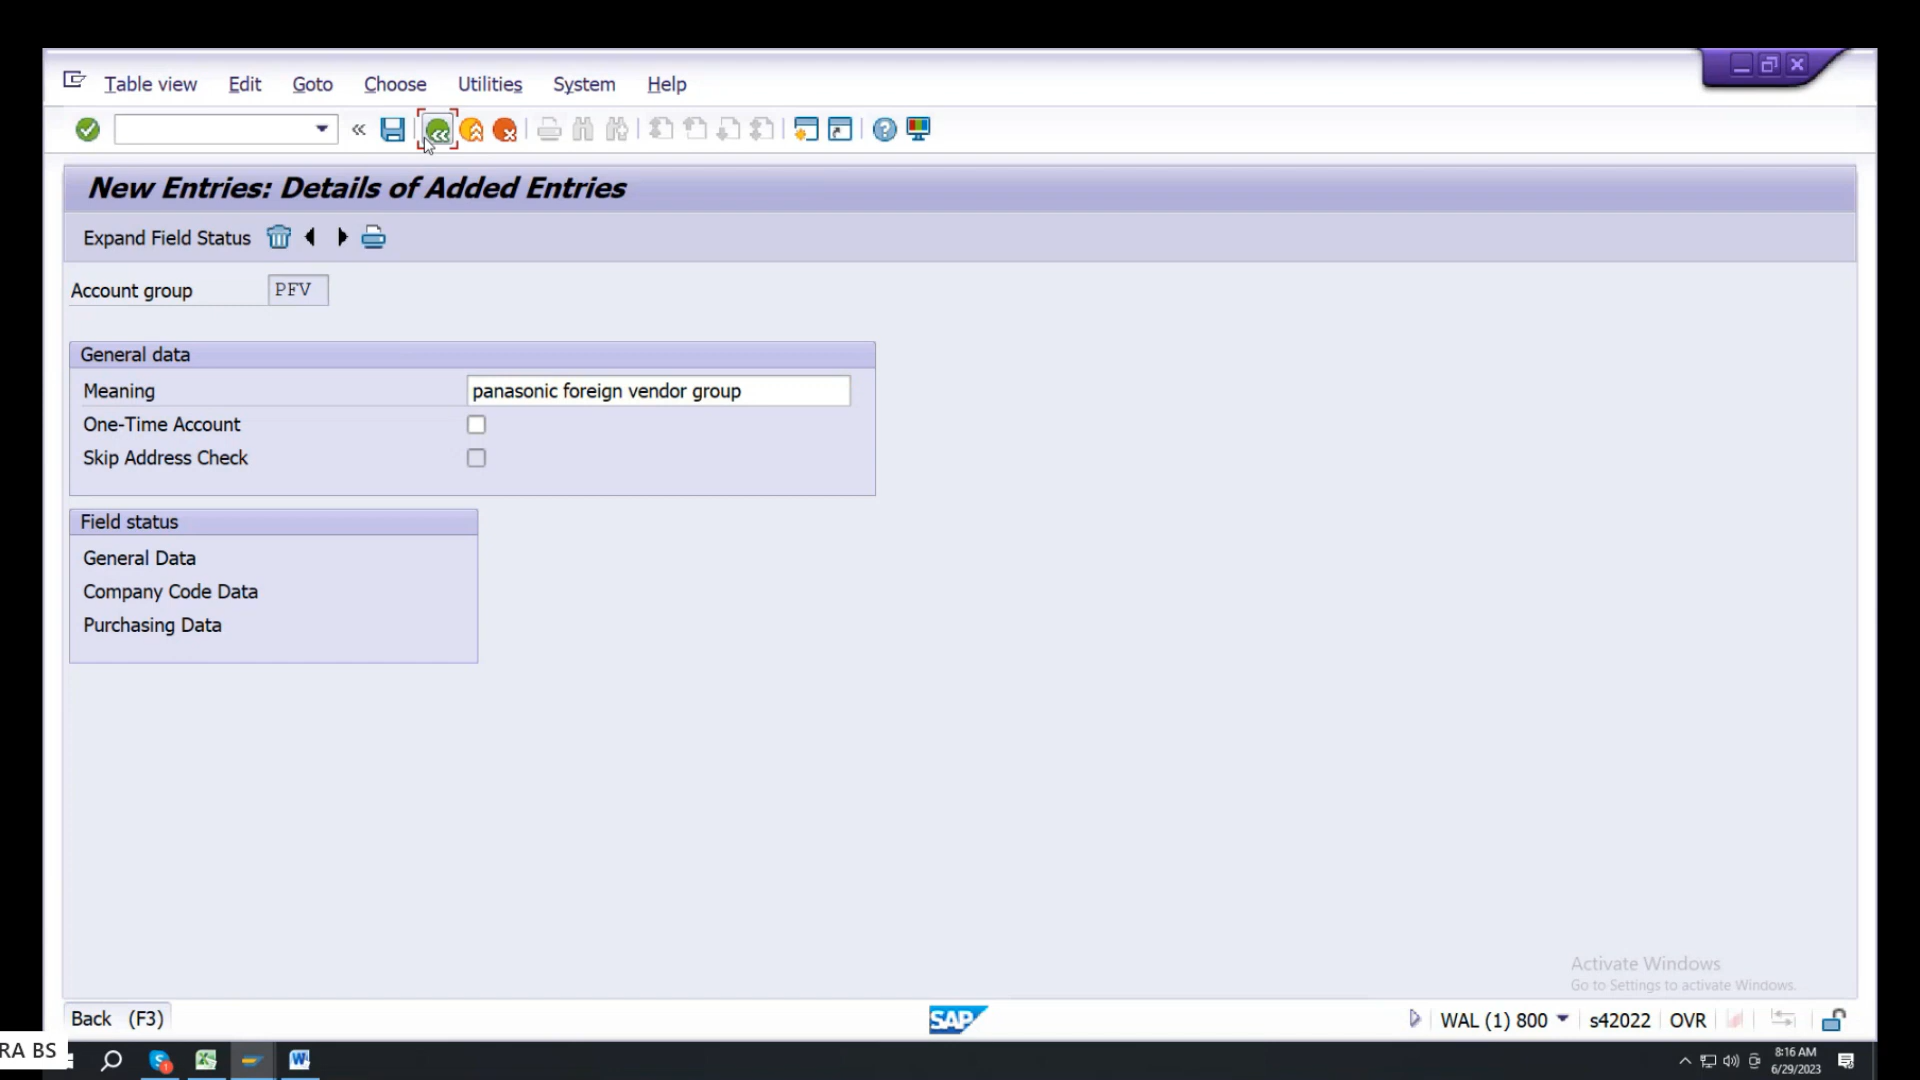 Table view Edit Goto Choose Utilities System Help
New Entries: Details of Added Entries
Expand Field Status
Account group PFV
General data
Meaning panasonic foreign vendor group
One-Time Account
Skip Address Check
Field status
General Data
Company Code Data
Purchasing Data
Activate Windows
Go to Settings to activate Windows.
Back (F3) SAP WAL (1) 800 s42022 OVR
RA BS
8:16 AM
6/29/2023